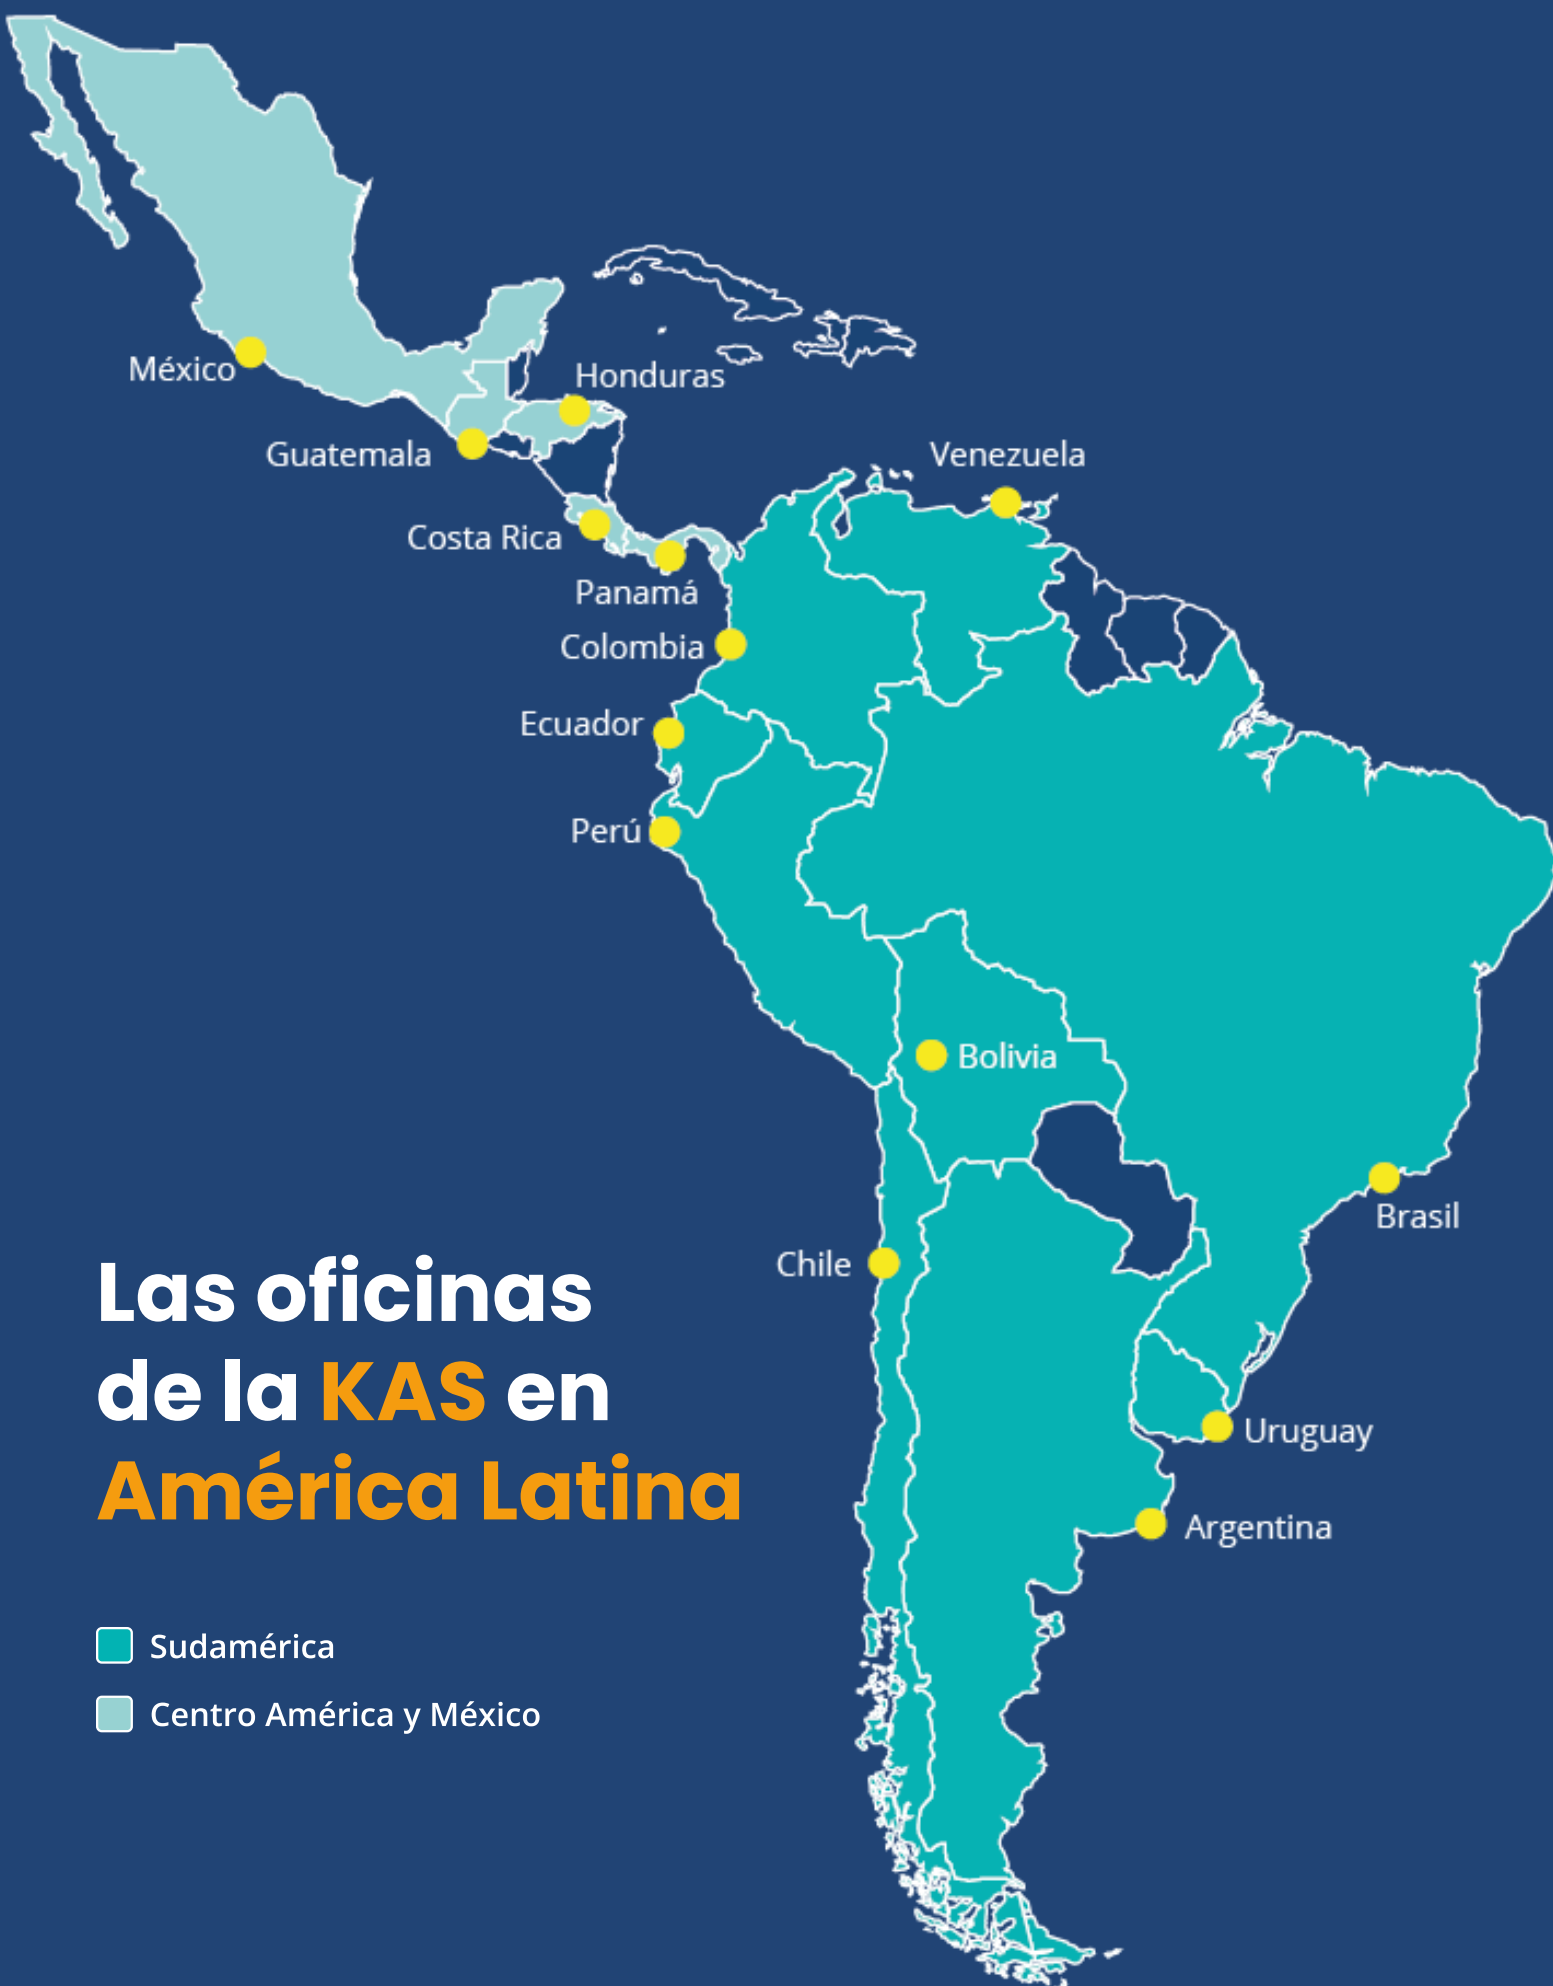 México
Honduras
Guatemala
Venezuela
Costa Rica
Panamá
Colombia
Ecuador
Perú
Bolivia
Brasil
Chile
Uruguay
Argentina
Las oficinas
de la KAS en
América Latina
Sudamérica
Centro América y México